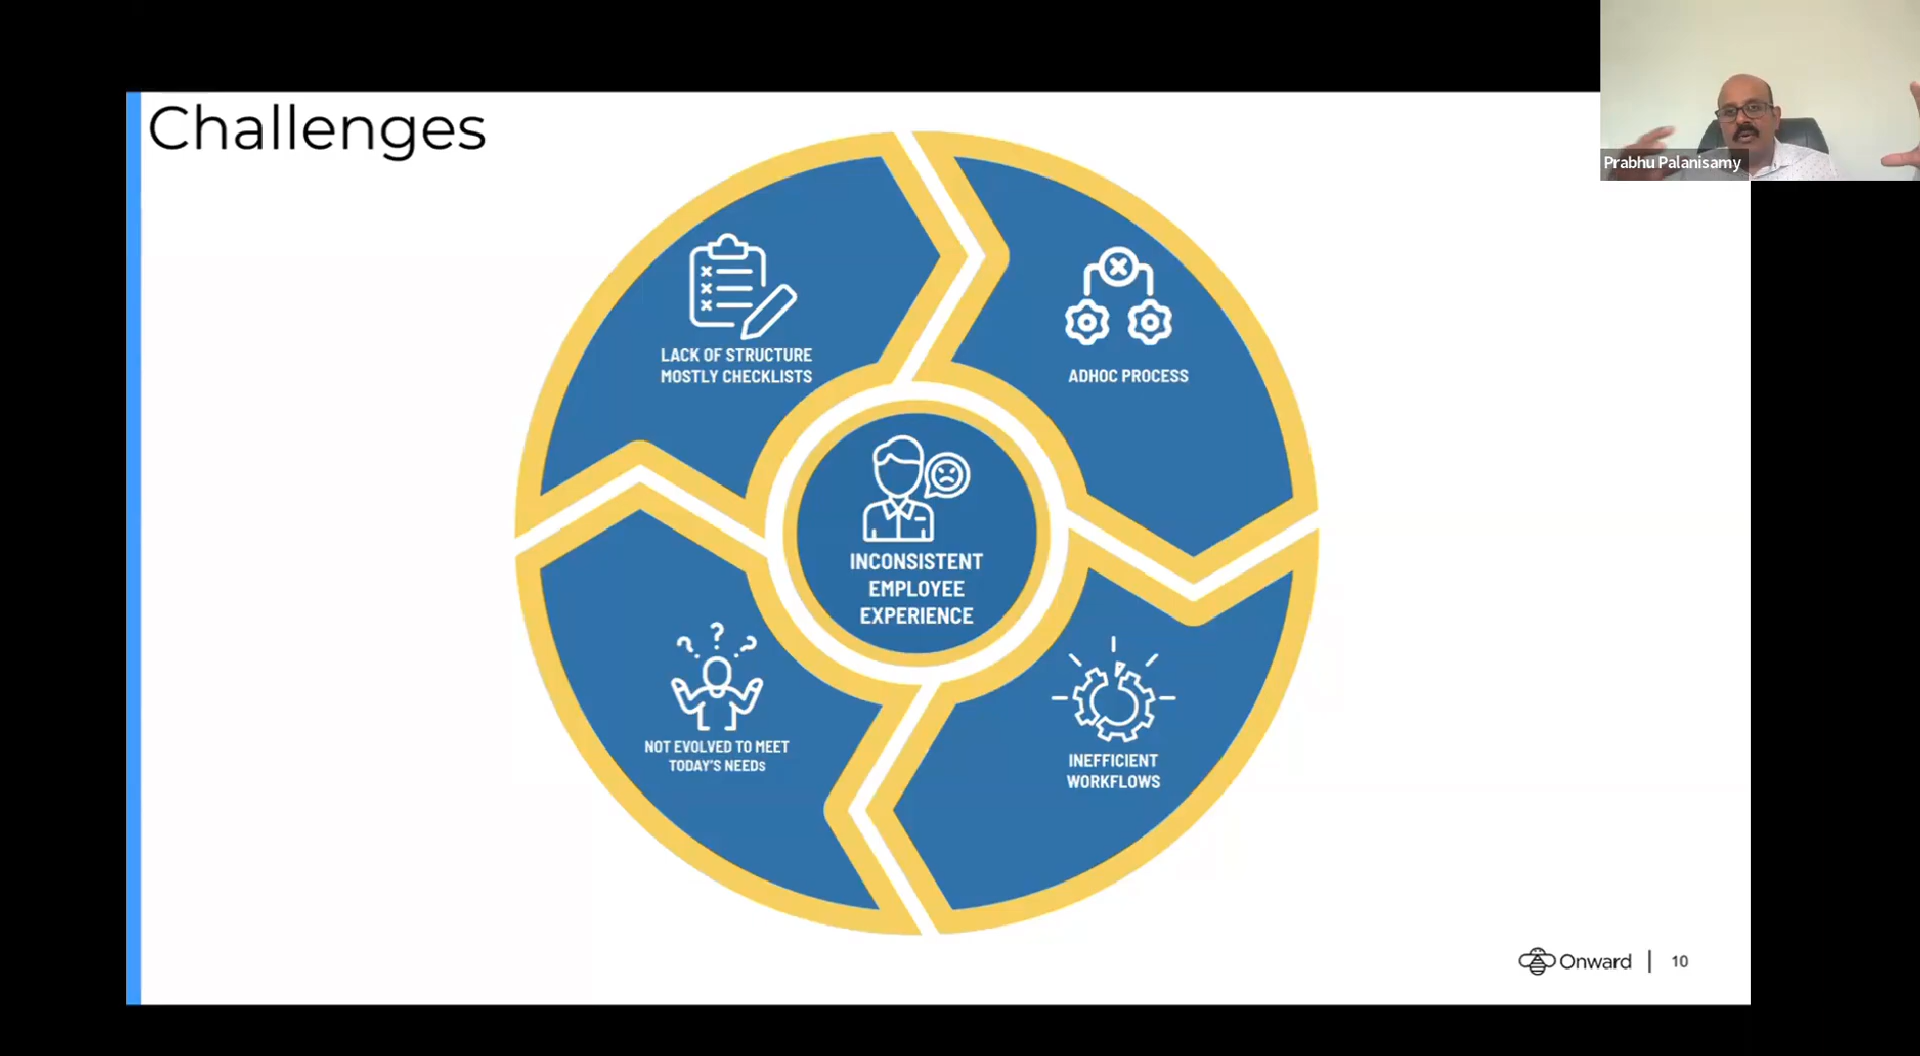 Challenges
Prabhu Palanisamy
LACK OF STRUCTURE
MOSTLY CHECKLISTS
ADHOC PROCESS
INCONSISTENT
EMPLOYEE
EXPERIENCE
NOT EVOLVED TO MEET
TODAY'S NEEDs
INEFFICIENT
WORKFLOWS
Onward | 10